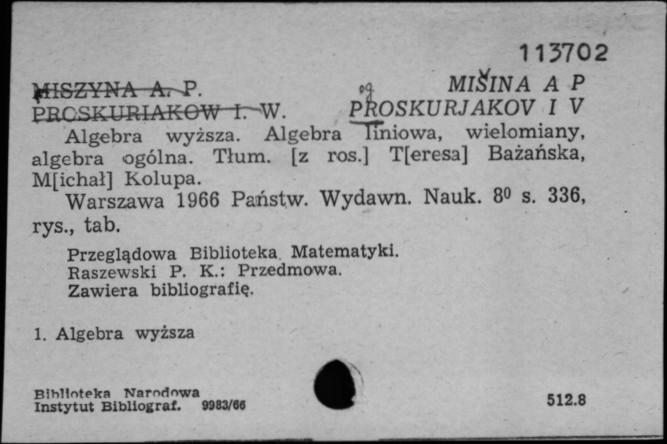 113702
MISZYNA A. P. MIŠINA A P
PROSKURIAKOW I. W. og PROSKURJAKOV I V
Algebra wyższa. Algebra liniowa, wielomiany,
algebra ogólna. Tłum. [z ros.] T[eresa] Bażańska,
M[ichał] Kolupa.
Warszawa 1966 Państw. Wydawn. Nauk. 8⁰ s. 336,
rys., tab.
Przeglądowa Biblioteka Matematyki.
Raszewski P. K.: Przedmowa.
Zawiera bibliografię.
1. Algebra wyższa
Biblioteka Narodowa
Instytut Bibliograf. 9983/66 512.8